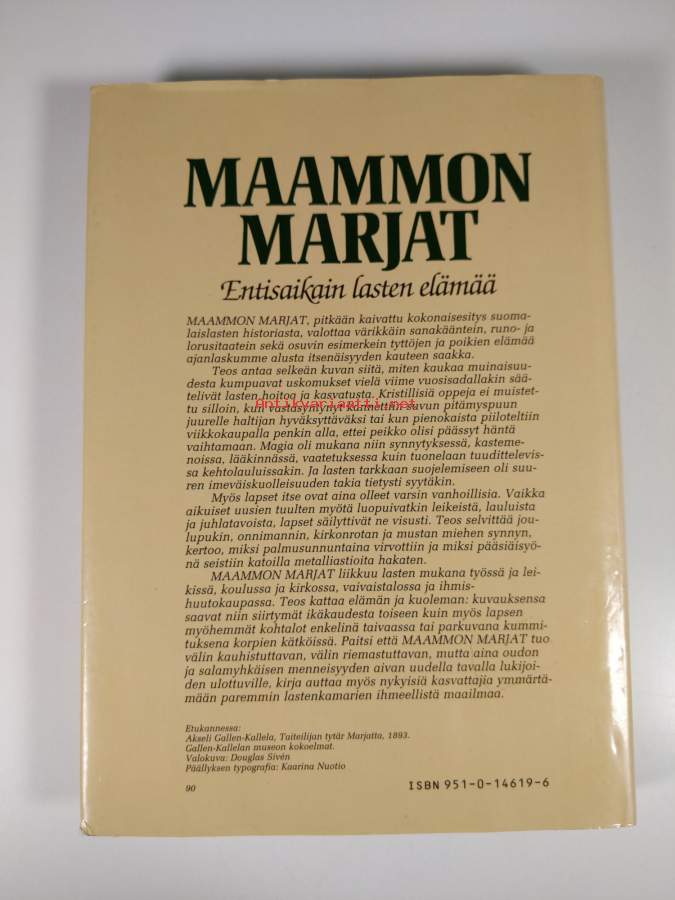 MAAMMON
MARJAT
Entisaikain lasten elämää
MAAMMON MARJAT, pitkään kaivattu kokonaisesitys suoma-
laislasten historiasta, valottaa värikkäin sanakääntein, runo- ja
lorusitaatein sekä osuvin esimerkein tyttöjen ja poikien elämää
ajanlaskumme alusta itsenäisyyden kauteen saakka.
Teos antaa selkeän kuvan siitä, miten kaukaa muinaisuu-
desta kumpuavat uskomukset vielä viime vuosisadallakin sää-
telivät lasten hoitoa ja kasvatusta. Kristillisiä oppeja ei muistet-
Antikvariantti.net
tu silloin, kun vastasyntynyt kannettiin suvun pitämyspuun
juurelle haltijan hyväksyttäväksi tai kun pienokaista piiloteltiin
viikkokaupalla penkin alla, ettei peikko olisi päässyt häntä
vaihtamaan. Magia oli mukana niin synnytyksessä, kasteme-
noissa, lääkinnässä, vaatetuksessa kuin tuonelaan tuudittelevis-
sa kehtolauluissakin. Ja lasten tarkkaan suojelemiseen oli suu-
ren imeväiskuolleisuuden takia tietysti syytäkin.
Myös lapset itse ovat aina olleet varsin vanhoillisia. Vaikka
aikuiset uusien tuulten myötä luopuivatkin leikeistä, lauluista
ja juhlatavoista, lapset säilyttivät ne visusti. Teos selvittää jou-
lupukin, onnimannin, kirkonrotan ja mustan miehen synnyn,
kertoo, miksi palmusunnuntaina virvottiin ja miksi pääsiäisyö-
nä seistiin katoilla metalliastioita hakaten.
MAAMMON MARJAT liikkuu lasten mukana työssä ja lei-
kissä, koulussa ja kirkossa, vaivaistalossa ja ihmis-
huutokaupassa. Teos kattaa elämän ja kuoleman: kuvauksensa
saavat niin siirtymät ikäkaudesta toiseen kuin myös lapsen
myöhemmät kohtalot enkelinä taivaassa tai parkuvana kummi-
tuksena korpien kätköissä. Paitsi että MAAMMON MARJAT tuo
välin kauhistuttavan, välin riemastuttavan, mutta aina oudon
ja salamyhkäisen menneisyyden aivan uudella tavalla lukijoi-
den ulottuville, kirja auttaa myös nykyisiä kasvattajia ymmärtä-
mään paremmin lastenkamarien ihmeellistä maailmaa.
Etukannessa:
Akseli Gallen-Kallela, Taiteilijan tytär Marjatta, 1893.
Gallen-Kallelan museon kokoelmat.
Valokuva: Douglas Sivén
Päällyksen typografia: Kaarina Nuotio
90
ISBN 951-0-14619-6